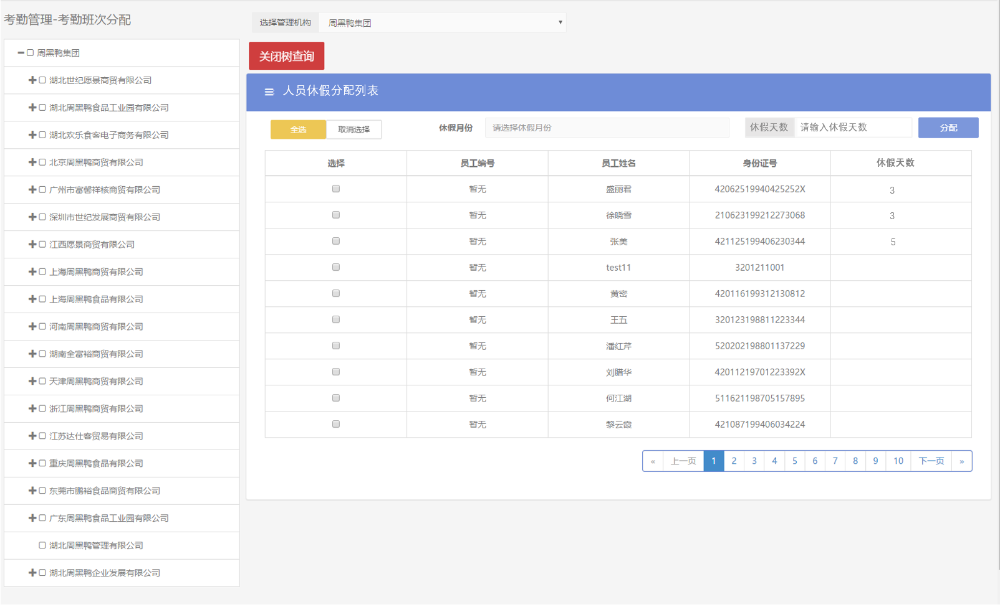 考勤管理-考勤班次分配
选择管理机构 周黑鸭集团
关闭树查询
周黑鸭集团
湖北世纪愿景商贸有限公司
湖北周黑鸭食品工业园有限公司
湖北欢乐食客电子商务有限公司
北京周黑鸭商贸有限公司
广州市富馨祥核商贸有限公司
深圳市世纪发展商贸有限公司
江西愿景商贸有限公司
上海周黑鸭商贸有限公司
上海周黑鸭食品有限公司
河南周黑鸭商贸有限公司
湖南全富裕商贸有限公司
天津周黑鸭商贸有限公司
浙江周黑鸭商贸有限公司
江苏达仕客贸易有限公司
重庆周黑鸭食品有限公司
东莞市鹏裕食品商贸有限公司
广东周黑鸭食品工业园有限公司
湖北周黑鸭管理有限公司
湖北周黑鸭企业发展有限公司
人员休假分配列表
全选 取消选择 休假月份 请选择休假月份 休假天数 请输入休假天数 分配
选择 员工编号 员工姓名 身份证号 休假天数
暂无 盛丽君 42062519940425252X 3
暂无 徐晓雪 210623199212273068 3
暂无 张美 421125199406230344 5
暂无 test11 3201211001
暂无 黄密 420116199312130812
暂无 王五 320123198811223344
暂无 潘红芹 520202198801137229
暂无 刘腊华 42011219701223392X
暂无 何江湖 511621198705157895
暂无 黎云霞 421087199406034224
« 上一页 1 2 3 4 5 6 7 8 9 10 下一页 »